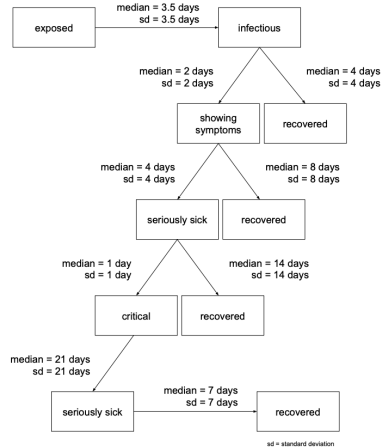 median = 3.5 days
sd = 3.5 days
exposed
infectious
median = 2 days
sd = 2 days
median = 4 days
sd = 4 days
showing
symptoms
recovered
median = 4 days
sd = 4 days
median = 8 days
sd = 8 days
seriously sick
recovered
median = 1 day
sd = 1 day
median = 14 days
sd = 14 days
critical
recovered
median = 21 days
sd = 21 days
median = 7 days
sd = 7 days
seriously sick
recovered
sd = standard deviation